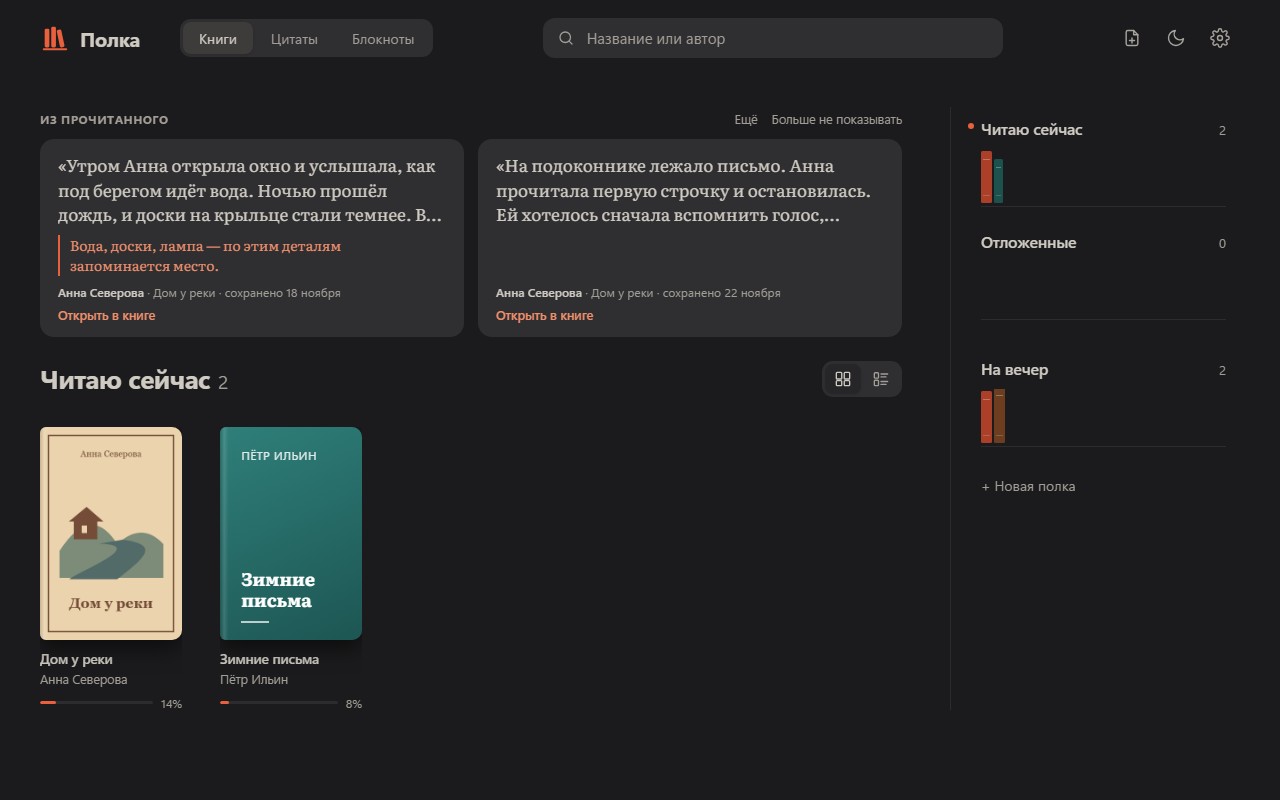 Полка
Книги
Цитаты
Блокноты
Название или автор
ИЗ ПРОЧИТАННОГО
Ещё
Больше не показывать
«Утром Анна открыла окно и услышала, как
под берегом идёт вода. Ночью прошёл
дождь, и доски на крыльце стали темнее. В...
Вода, доски, лампа — по этим деталям
запоминается место.
Анна Северова · Дом у реки · сохранено 18 ноября
Открыть в книге
«На подоконнике лежало письмо. Анна
прочитала первую строчку и остановилась.
Ей хотелось сначала вспомнить голос,...
Анна Северова · Дом у реки · сохранено 22 ноября
Открыть в книге
Читаю сейчас 2
Анна Северова
Дом у реки
Дом у реки
Анна Северова
14%
ПЁТР ИЛЬИН
Зимние
письма
Зимние письма
Пётр Ильин
8%
Читаю сейчас 2
Отложенные 0
На вечер 2
+ Новая полка